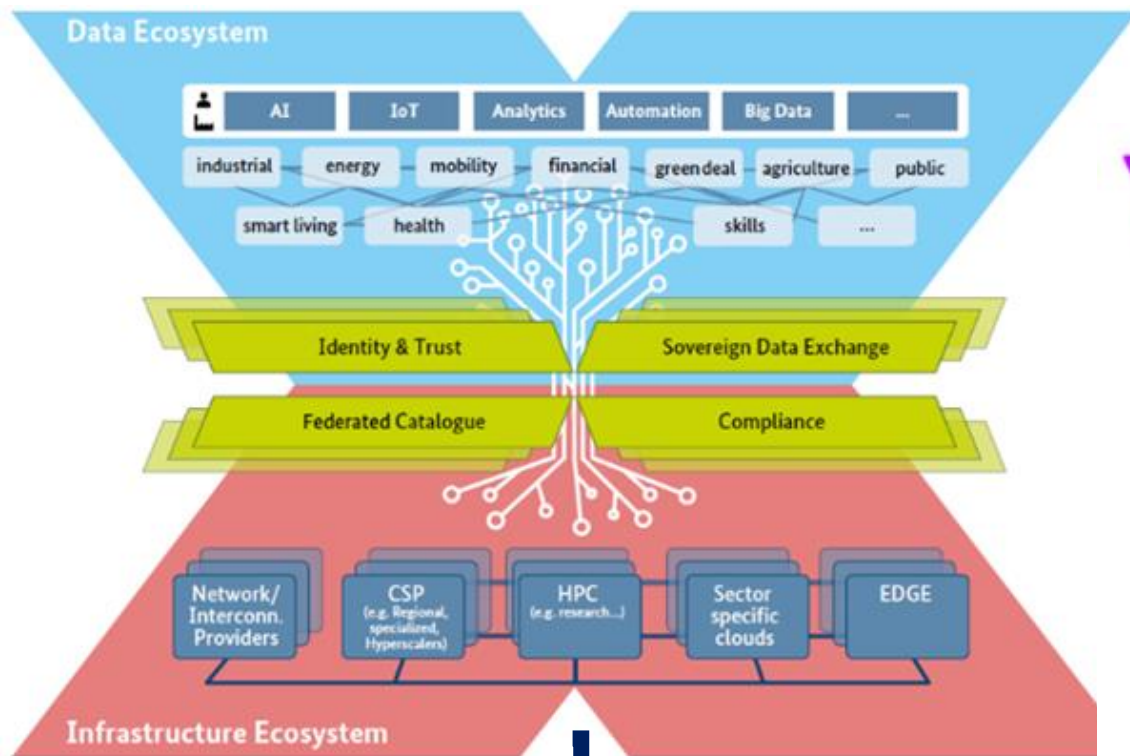 Data Ecosystem
AI IoT Analytics Automation Big Data ...
industrial energy mobility financial green deal agriculture public
smart living health skills ...
Identity & Trust Sovereign Data Exchange
Federated Catalogue Compliance
Network/
Interconn.
Providers
CSP
(e.g. Regional,
specialized,
Hyperscalers)
HPC
(e.g. research...)
Sector
specific
clouds
EDGE
Infrastructure Ecosystem